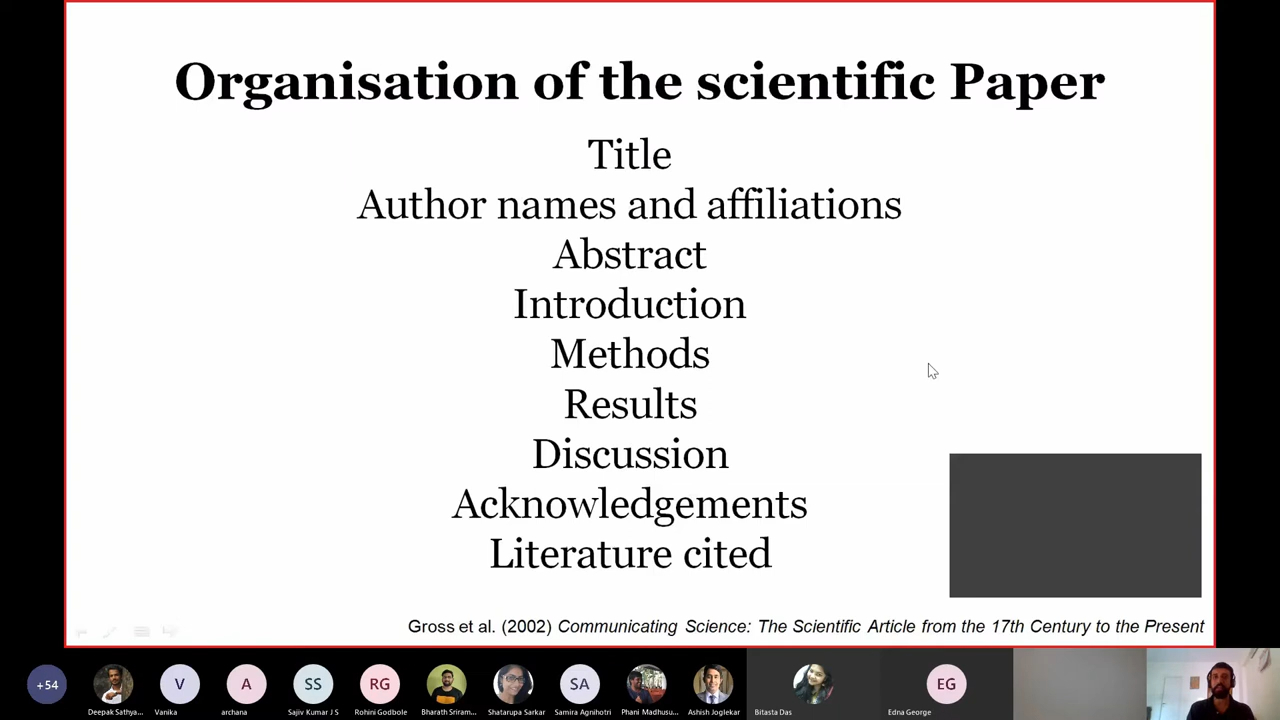 Organisation of the scientific Paper
Title
Author names and affiliations
Abstract
Introduction
Methods
Results
Discussion
Acknowledgements
Literature cited
Gross et al. (2002) Communicating Science: The Scientific Article from the 17th Century to the Present
+54
V
A
SS
RG
SA
EG
Deepak Sathya...
Vanika
archana
Sajiv Kumar J S
Rohini Godbole
Bharath Sriram...
Shatarupa Sarkar
Samira Agnihotri
Phani Madhusu...
Ashish Joglekar
Bitasta Das
Edna George